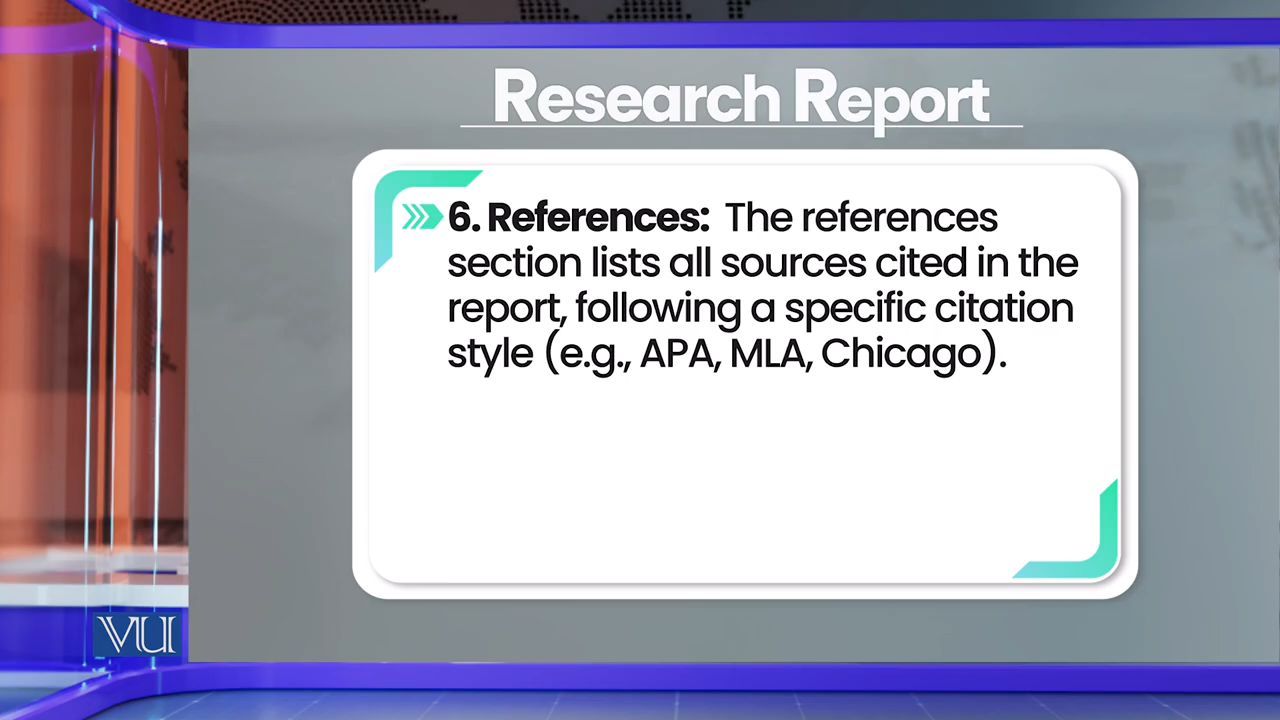 Research Report
6. References: The references
section lists all sources cited in the
report, following a specific citation
style (e.g., APA, MLA, Chicago).
VU